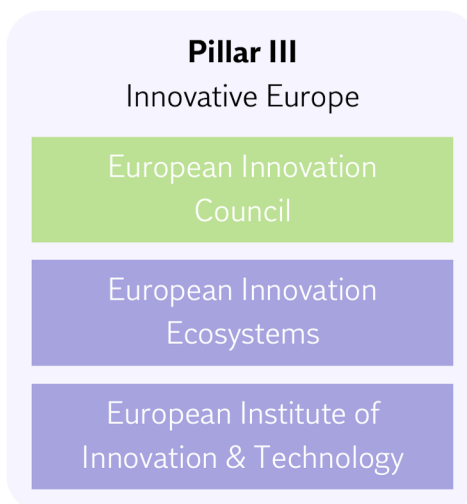 Pillar III
Innovative Europe
European Innovation
Council
European Innovation
Ecosystems
European Institute of
Innovation & Technology